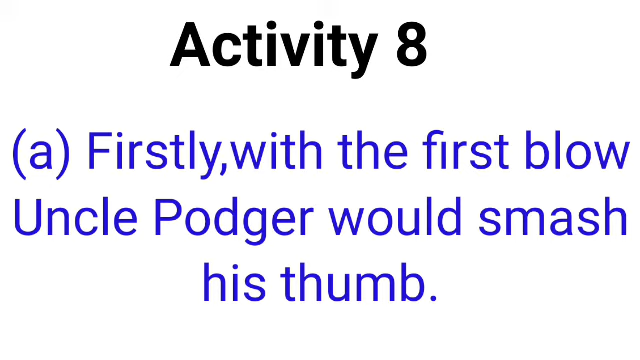 Activity 8
(a) Firstly,with the first blow
Uncle Podger would smash
his thumb.